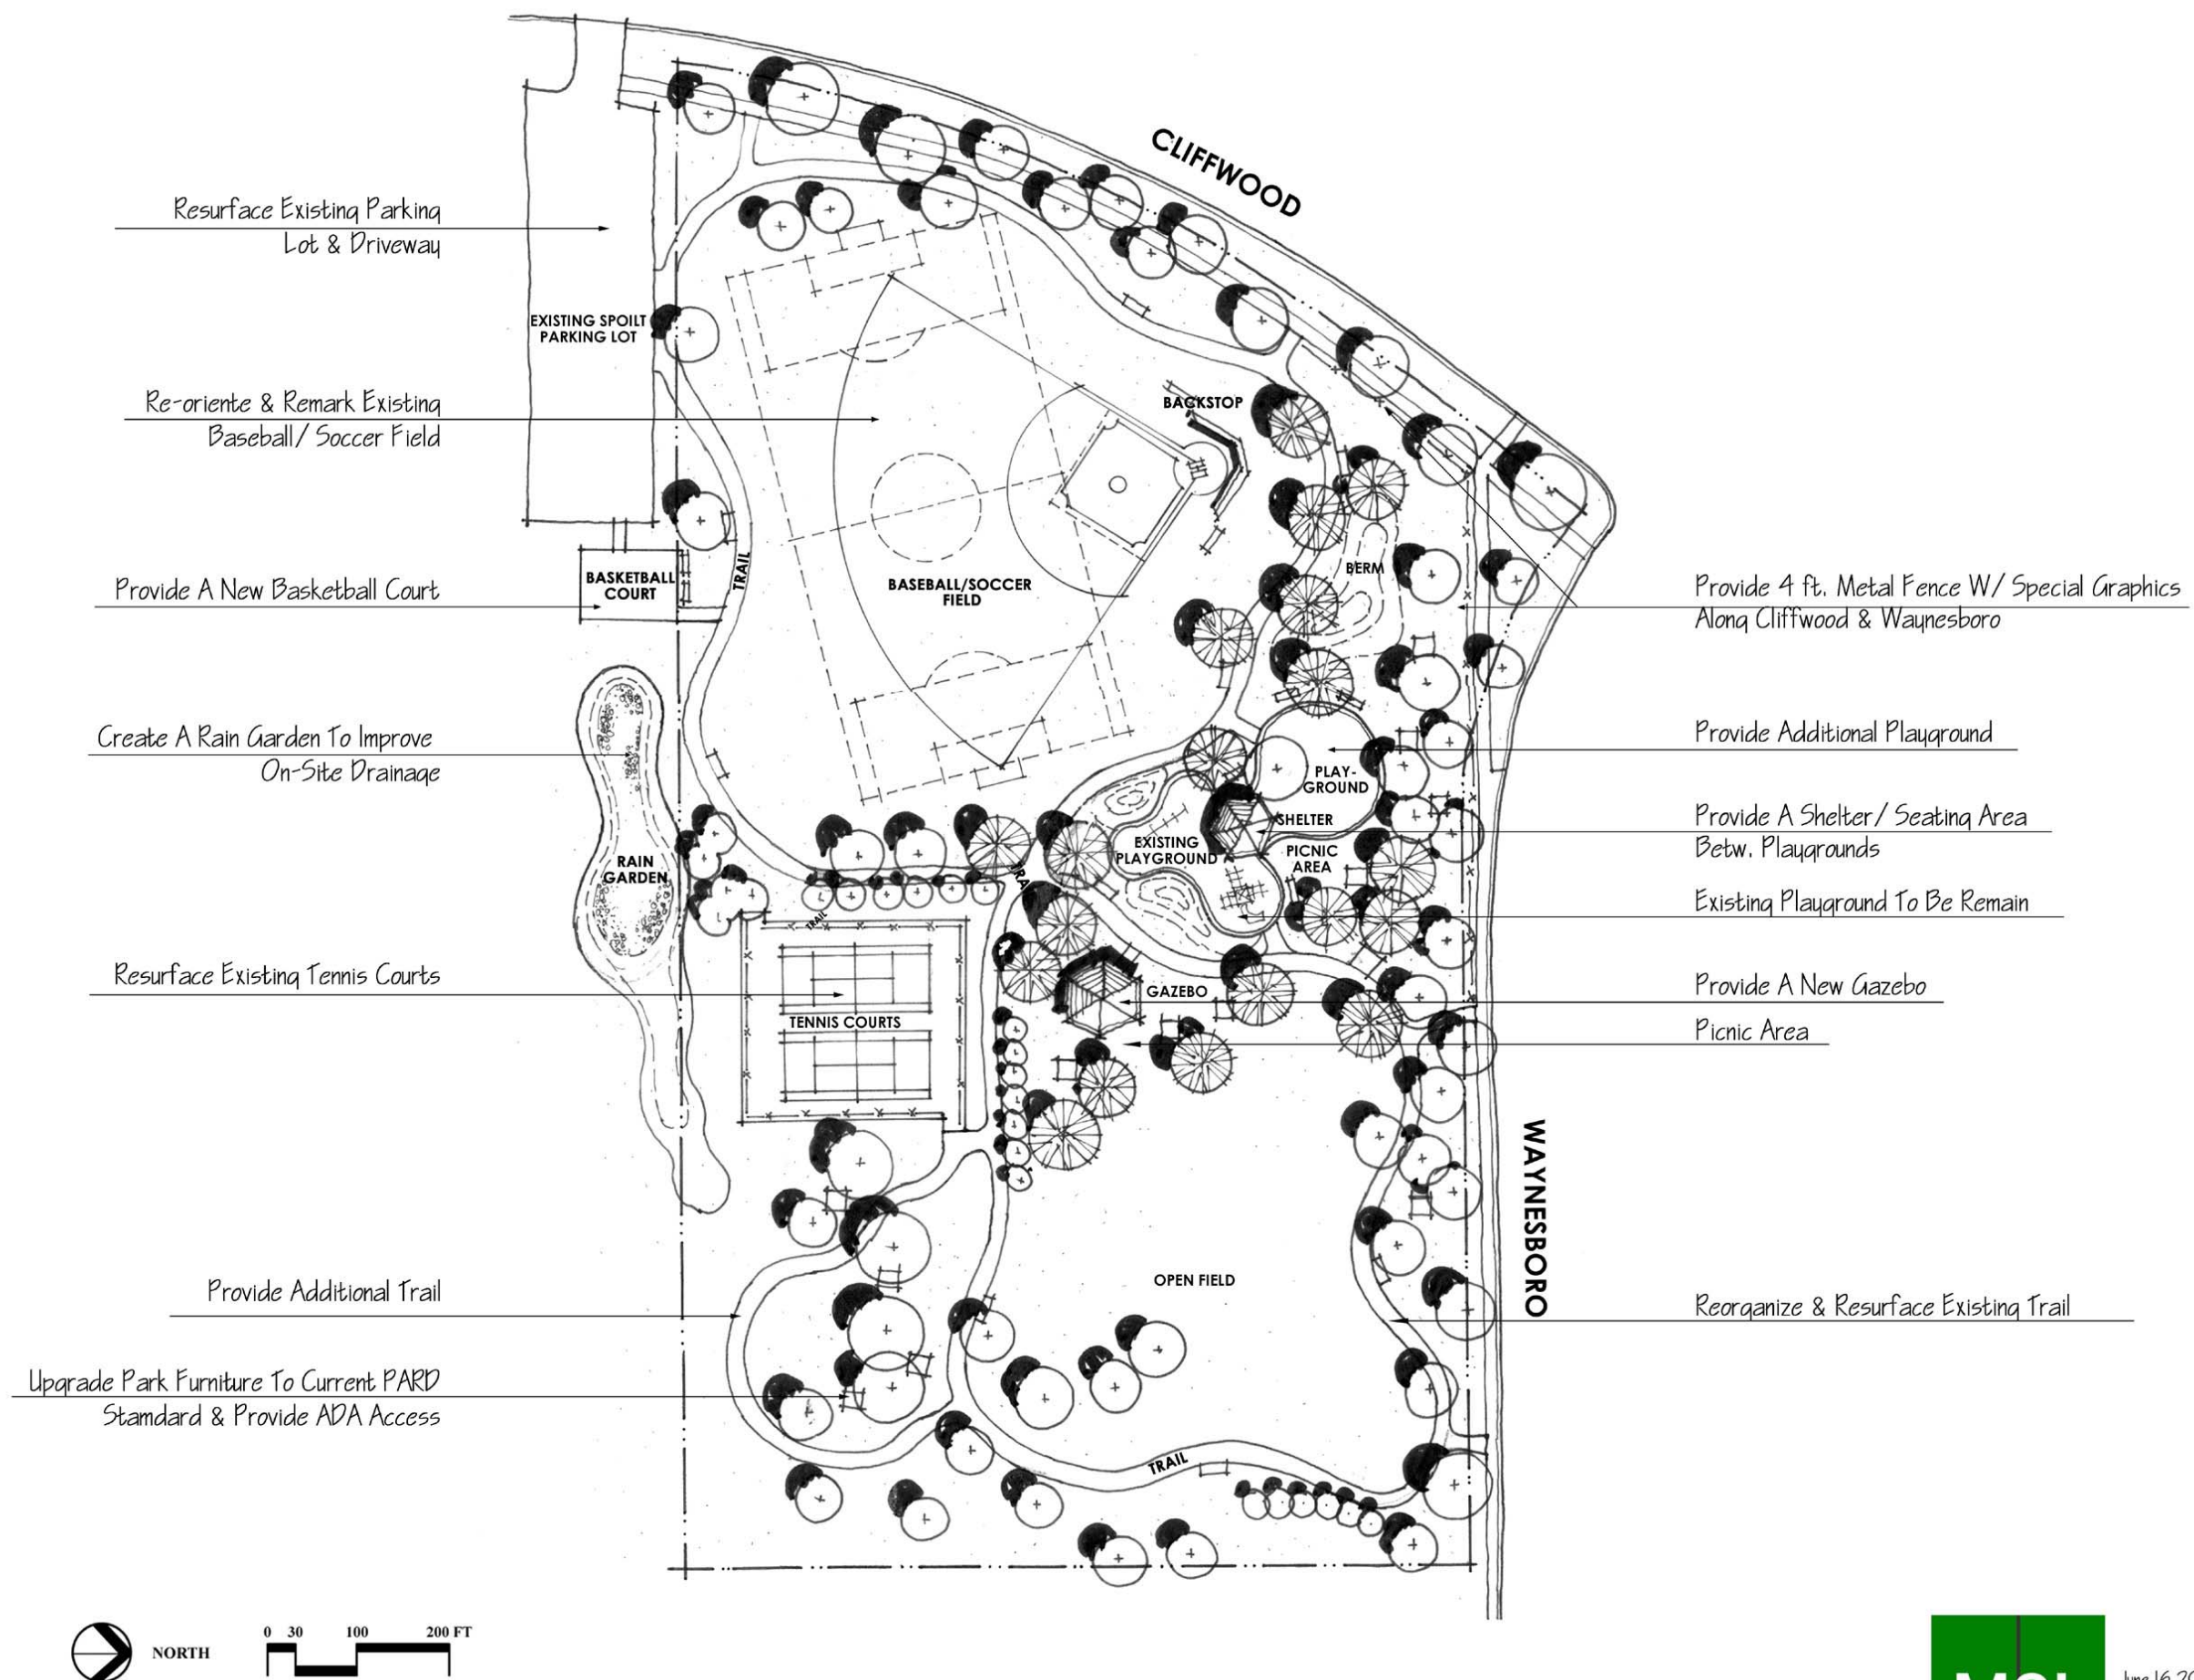 CLIFFWOOD
Resurface Existing Parking
Lot & Driveway
EXISTING SPOILT
PARKING LOT
Re-oriente & Remark Existing
Baseball/ Soccer Field
BACKSTOP
BERM
TRAIL
BASKETBALL
COURT
BASEBALL/SOCCER
FIELD
Provide A New Basketball Court
Provide 4 ft. Metal Fence W/ Special Graphics
Along Cliffwood & Waynesboro
Create A Rain Garden To Improve
On-Site Drainage
Provide Additional Playground
PLAY-
GROUND
SHELTER
Provide A Shelter/ Seating Area
Betw. Playgrounds
EXISTING
PLAYGROUND
PICNIC
AREA
RAIN
GARDEN
TRAIL
TRAIL
Existing Playground To Be Remain
Resurface Existing Tennis Courts
TENNIS COURTS
GAZEBO
Provide A New Gazebo
Picnic Area
WAYNESBORO
OPEN FIELD
Provide Additional Trail
Reorganize & Resurface Existing Trail
Upgrade Park Furniture To Current PARD
Stamdard & Provide ADA Access
TRAIL
NORTH
0 30 100 200 FT
June 16,